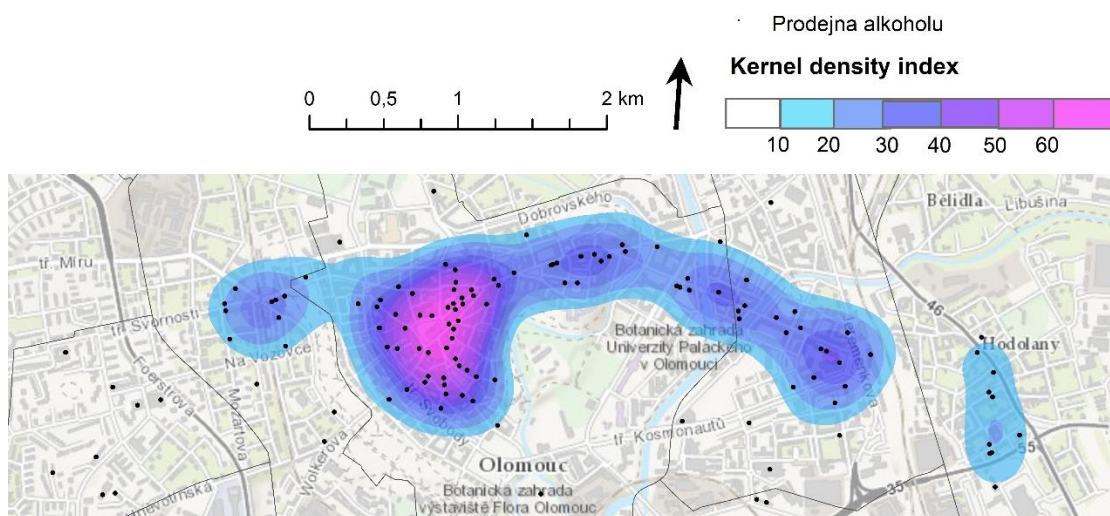 Prodejna alkoholu
Kernel density index
0 0,5 1 2 km
10 20 30 40 50 60
Dobrovského
Bělidla
Libušina
tř. Míru
46
tř. Svornosti
Botanická zahrada
Univerzity Palackého
v Olomouci
Hodolany
Na Vozovce
Foerstrova
Mozartova
Wolkerova
Svobody
tř. Kosmonautů
55
Olomouc
35
Botanická zahrada
výstaviště Flora Olomouc